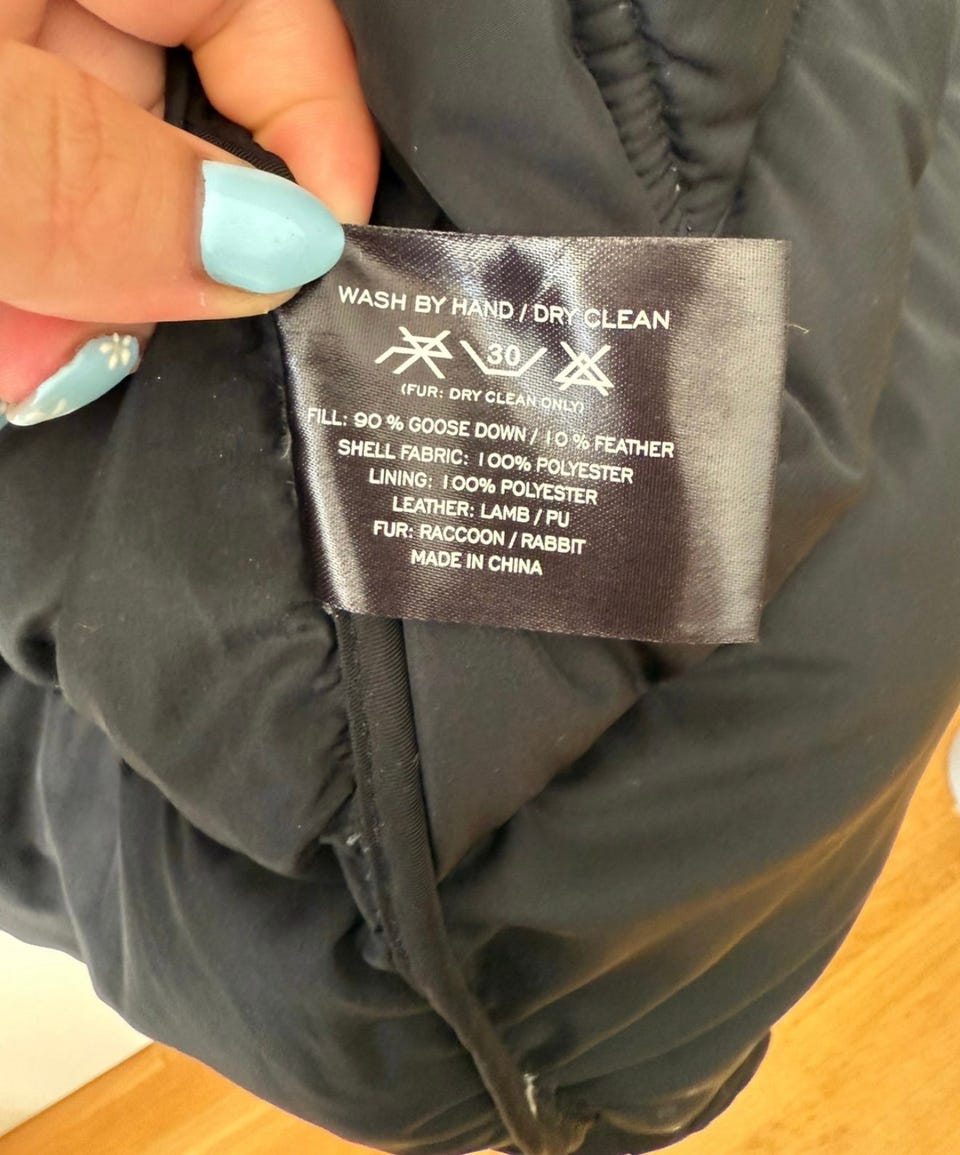 WASH BY HAND / DRY CLEAN
30
(FUR: DRY CLEAN ONLY)
FILL: 90 % GOOSE DOWN / 10 % FEATHER
SHELL FABRIC: 100% POLYESTER
LINING: 100% POLYESTER
LEATHER: LAMB / PU
FUR: RACCOON / RABBIT
MADE IN CHINA